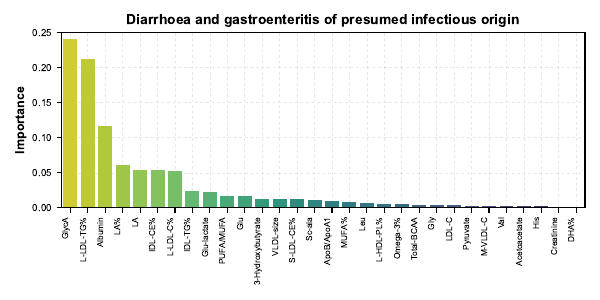 Diarrhoea and gastroenteritis of presumed infectious origin
Importance
0.25
0.20
0.15
0.10
0.05
0.00
GlycA
L-LDL-TG%
Albumin
LA%
LA
IDL-CE%
L-LDL-C%
IDL-TG%
Glu-lactate
PUFA/MUFA
Glu
3-Hydroxybutyrate
VLDL-size
S-LDL-CE%
So-ala
ApoB/ApoA1
MUFA%
Leu
L-HDL-PL%
Omega-3%
Total-BCAA
Gly
LDL-C
Pyruvate
M-VLDL-C
Val
Acetoacetate
His
Creatinine
DHA%